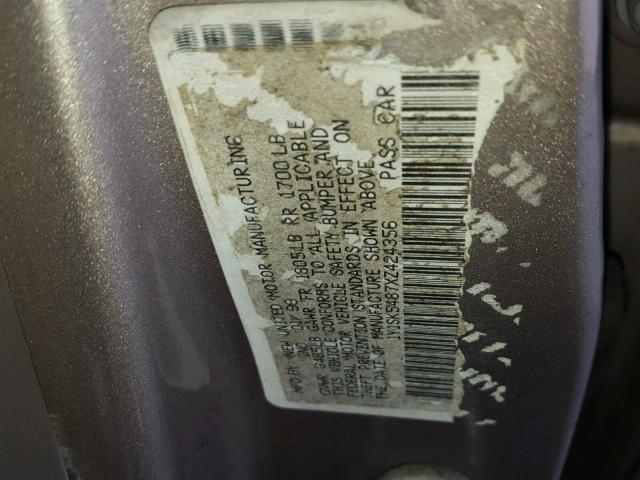 MFD BY: NEW UNITED MOTOR MANUFACTURING
INC. 01/99
GVWR 3485LB GAWR FR 1805LB RR 1700LB
THIS VEHICLE CONFORMS TO ALL APPLICABLE
FEDERAL MOTOR VEHICLE SAFETY BUMPER, AND
THEFT PREVENTION STANDARDS IN EFFECT ON
THE DATE OF MANUFACTURE SHOWN ABOVE.
1Y1SK5487XZ424356 PASS. CAR